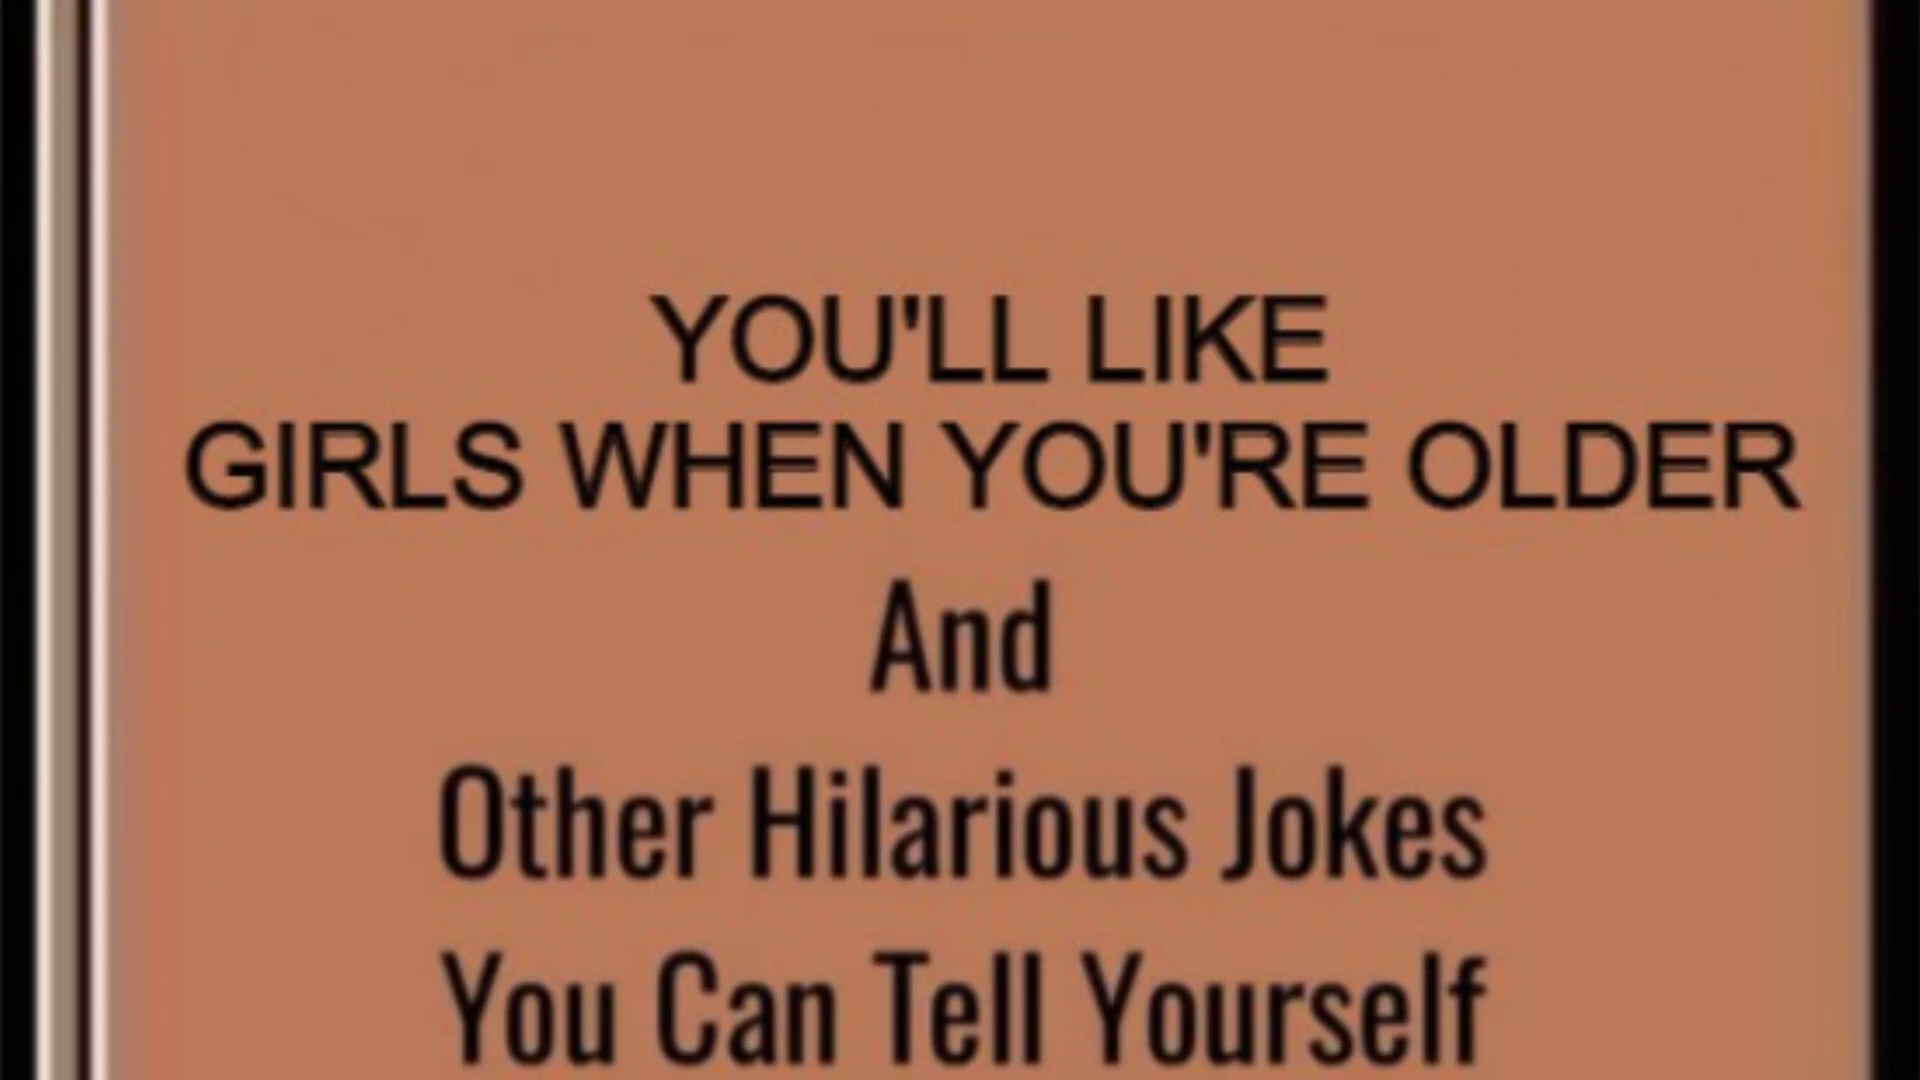 YOU'LL LIKE
GIRLS WHEN YOU'RE OLDER
And
Other Hilarious Jokes
You Can Tell Yourself